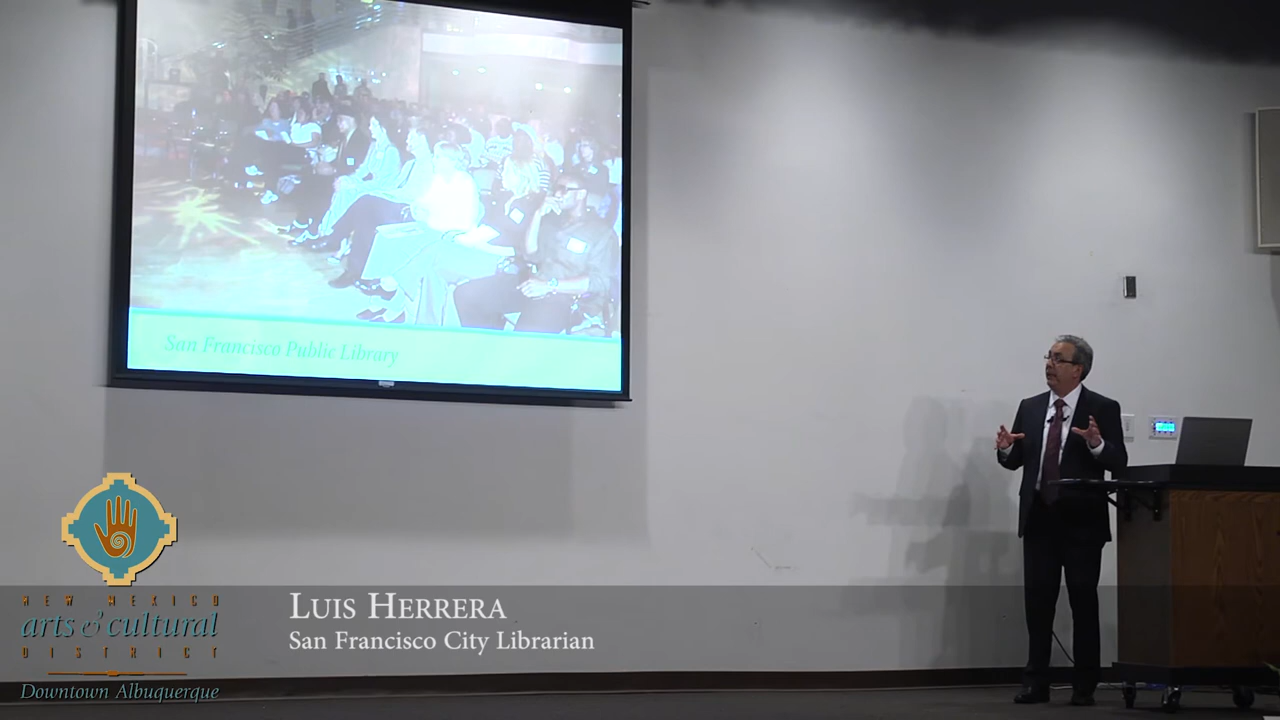 San Francisco Public Library
LUIS HERRERA
San Francisco City Librarian
NEW MEXICO
arts & cultural
DISTRICT
Downtown Albuquerque